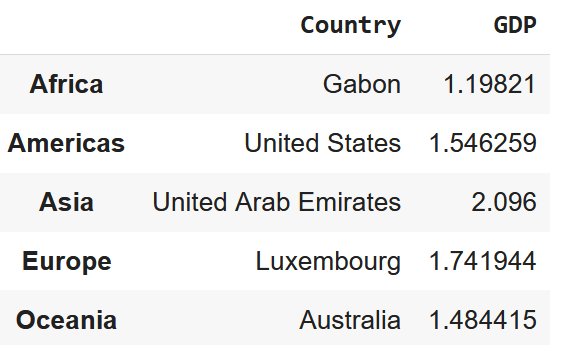 Country GDP
Africa Gabon 1.19821
Americas United States 1.546259
Asia United Arab Emirates 2.096
Europe Luxembourg 1.741944
Oceania Australia 1.484415